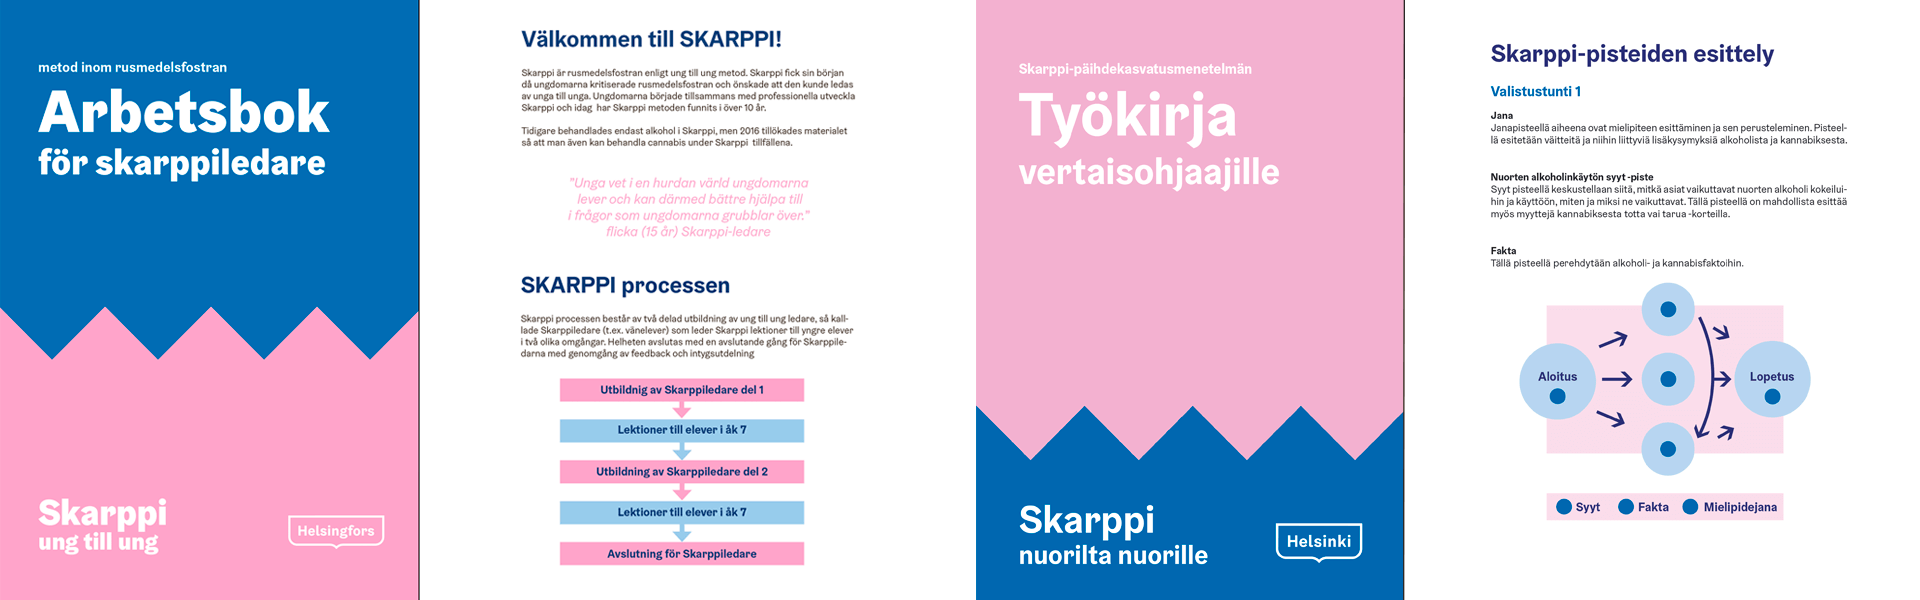 metod inom rusmedelsfostran
Arbetsbok
för skarppiledare
Skarppi
ung till ung
Helsingfors
Välkommen till SKARPPI!
Skarppi är rusmedelsfostran enligt ung till ung metod. Skarppi fick sin början
då ungdomarna kritiserade rusmedelsfostran och önskade att den kunde ledas
av unga till unga. Ungdomarna började tillsammans med professionella utveckla
Skarppi och idag har Skarppi metoden funnits i över 10 år.
Tidigare behandlades endast alkohol i Skarppi, men 2016 tillökades materialet
så att man även kan behandla cannabis under Skarppi tillfällena.
"Unga vet i en hurdan värld ungdomarna
lever och kan därmed bättre hjälpa till
i frågor som ungdomarna grubblar över."
flicka (15 år) Skarppi-ledare
SKARPPI processen
Skarppi processen består av två delad utbildning av ung till ung ledare, så kall-
lade Skarppiledare (t.ex. vänelever) som leder Skarppi lektioner till yngre elever
i två olika omgångar. Helheten avslutas med en avslutande gång för Skarppile-
darna med genomgång av feedback och intygsutdelning
Utbildnig av Skarppiledare del 1
Lektioner till elever i åk 7
Utbildning av Skarppiledare del 2
Lektioner till elever i åk 7
Avslutning för Skarppiledare
Skarppi-päihdekasvatusmenetelmän
Työkirja
vertaisohjaajille
Skarppi
nuorilta nuorille
Helsinki
Skarppi-pisteiden esittely
Valistustunti 1
Jana
Janapisteellä aiheena ovat mielipiteen esittäminen ja sen perusteleminen. Pisteel-
lä esitetään väitteitä ja niihin liittyviä lisäkysymyksiä alkoholista ja kannabiksesta.
Nuorten alkoholinkäytön syyt -piste
Syyt pisteellä keskustellaan siitä, mitkä asiat vaikuttavat nuorten alkoholi kokeilui-
hin ja käyttöön, miten ja miksi ne vaikuttavat. Tällä pisteellä on mahdollista esittää
myös myyttejä kannabiksesta totta vai tarua -korteilla.
Fakta
Tällä pisteellä perehdytään alkoholi- ja kannabisfaktoihin.
Aloitus
Lopetus
Syyt
Fakta
Mielipidejana